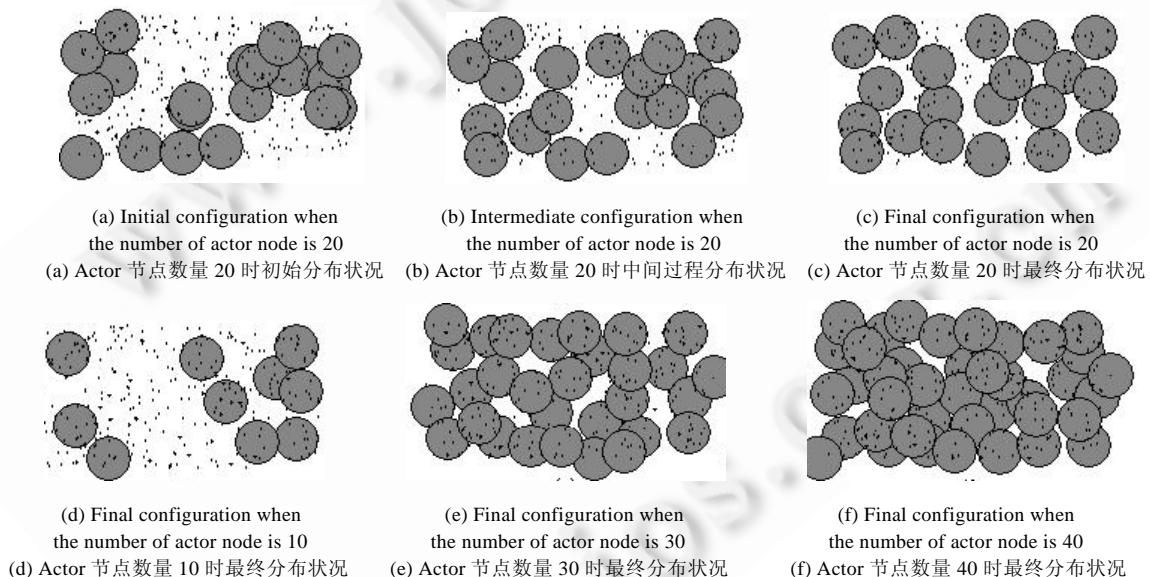 (a) Initial configuration when
the number of actor node is 20
(a) Actor 节点数量 20 时初始分布状况
(b) Intermediate configuration when
the number of actor node is 20
(b) Actor 节点数量 20 时中间过程分布状况
(c) Final configuration when
the number of actor node is 20
(c) Actor 节点数量 20 时最终分布状况
(d) Final configuration when
the number of actor node is 10
(d) Actor 节点数量 10 时最终分布状况
(e) Final configuration when
the number of actor node is 30
(e) Actor 节点数量 30 时最终分布状况
(f) Final configuration when
the number of actor node is 40
(f) Actor 节点数量 40 时最终分布状况